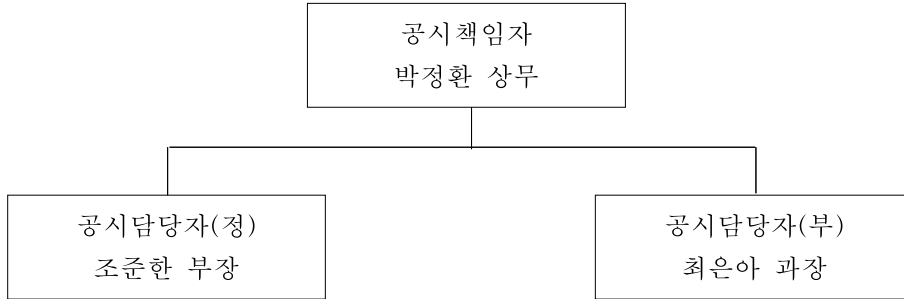 공시책임자
박정환 상무
공시담당자(정)
조준한 부장
공시담당자(부)
최은아 과장